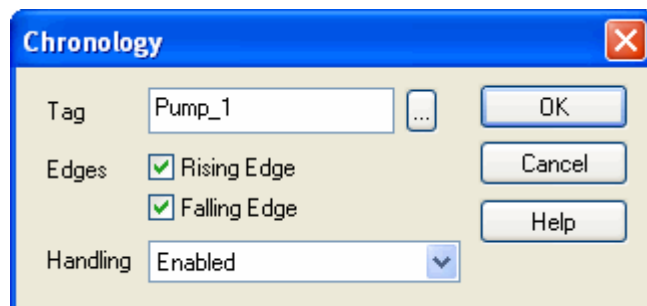 Chronology
Tag Pump_1 ... OK
Edges Rising Edge Cancel
Falling Edge
Help
Handling Enabled